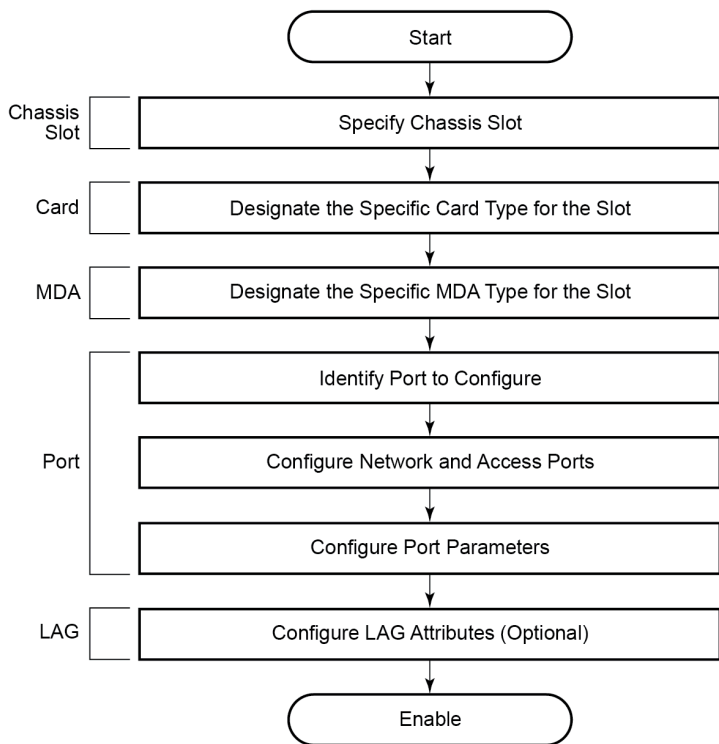 Start
Chassis
Slot
Specify Chassis Slot
Card
Designate the Specific Card Type for the Slot
MDA
Designate the Specific MDA Type for the Slot
Port
Identify Port to Configure
Configure Network and Access Ports
Configure Port Parameters
LAG
Configure LAG Attributes (Optional)
Enable